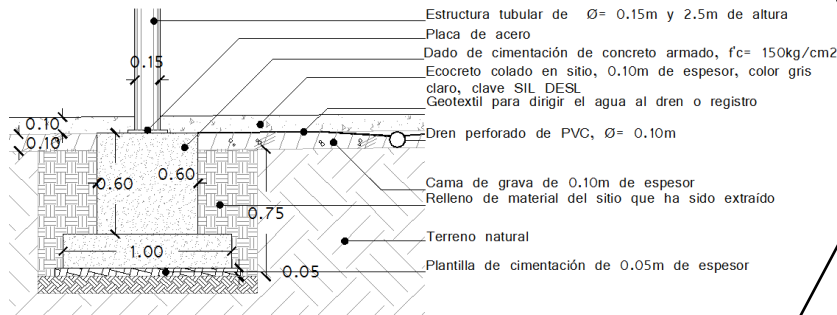 Estructura tubular de Ø= 0.15m y 2.5m de altura
Placa de acero
Dado de cimentación de concreto armado, f'c= 150kg/cm2
Ecocreto colado en sitio, 0.10m de espesor, color gris
claro, clave SIL DESL
Geotextil para dirigir el agua al dren o registro
Dren perforado de PVC, Ø= 0.10m
Cama de grava de 0.10m de espesor
Relleno de material del sitio que ha sido extraído
Terreno natural
Plantilla de cimentación de 0.05m de espesor
0.15
0.10
0.10
0.60
0.60
0.75
1.00
0.05